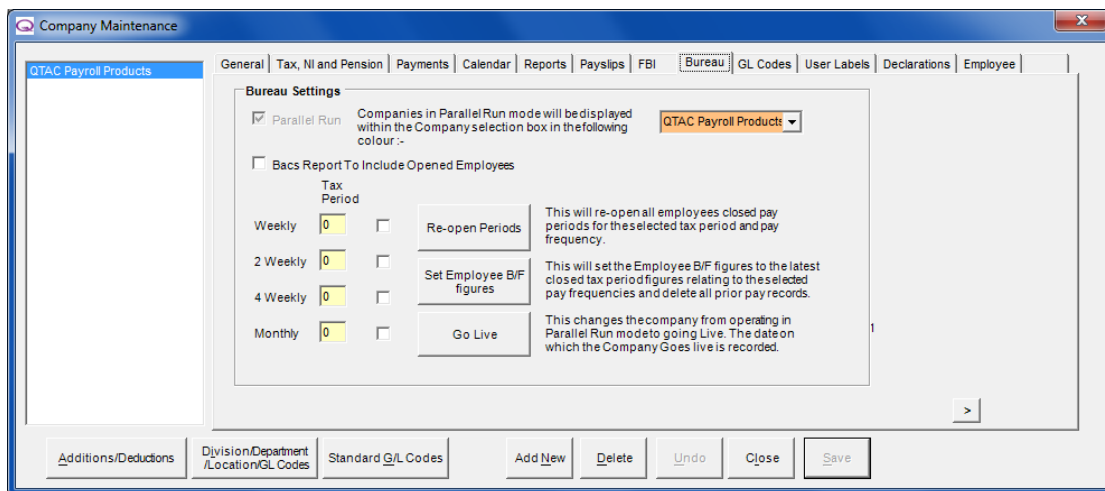 Company Maintenance
x
QTAC Payroll Products
General Tax, NI and Pension Payments Calendar Reports Payslips FBI Bureau GL Codes User Labels Declarations Employee
Bureau Settings
Parallel Run
Companies in Parallel Run mode will be displayed
within the Company selection box in the following
colour :-
QTAC Payroll Products
Bacs Report To Include Opened Employees
Tax
Period
Weekly 0
Re-open Periods
This will re-open all employees closed pay
periods for the selected tax period and pay
frequency.
2 Weekly 0
Set Employee B/F
figures
This will set the Employee B/F figures to the latest
closed tax period figures relating to the selected
pay frequencies and delete all prior pay records.
4 Weekly 0
Monthly 0
Go Live
This changes the company from operating in
Parallel Run mode to going Live. The date on
which the Company Goes live is recorded.
1
>
Additions/Deductions
Division/Department
/Location/GL Codes
Standard G/L Codes
Add New
Delete
Undo
Close
Save